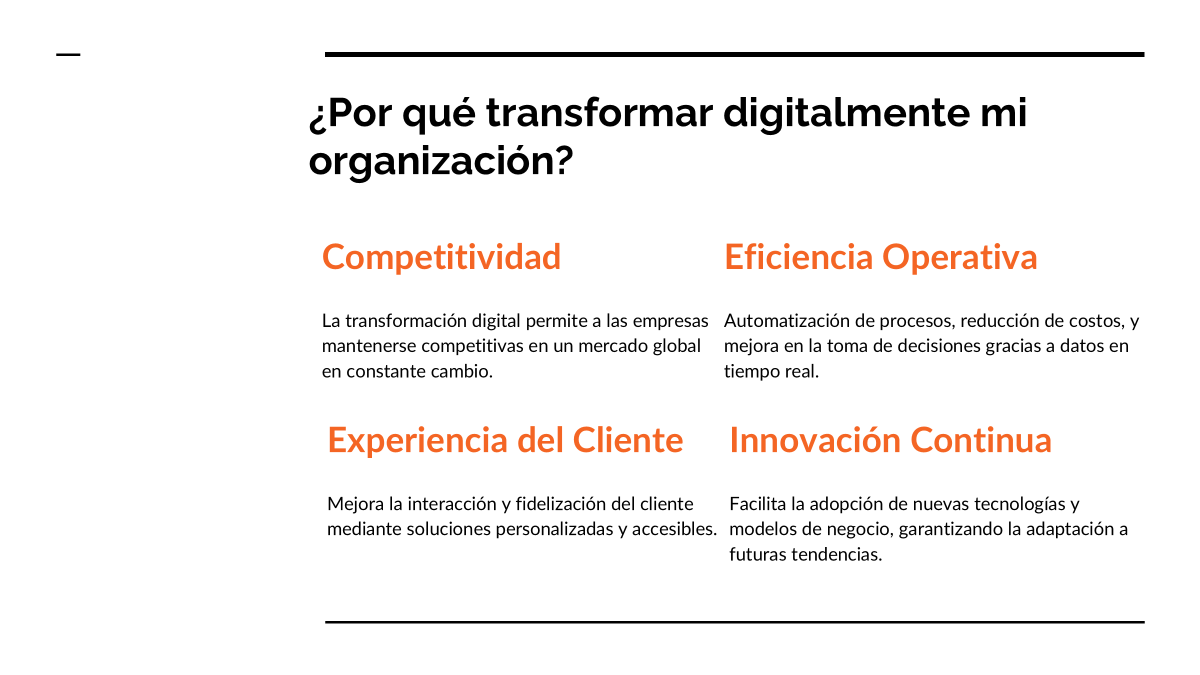 ¿Por qué transformar digitalmente mi
organización?
Competitividad
La transformación digital permite a las empresas
mantenerse competitivas en un mercado global
en constante cambio.
Eficiencia Operativa
Automatización de procesos, reducción de costos, y
mejora en la toma de decisiones gracias a datos en
tiempo real.
Experiencia del Cliente
Mejora la interacción y fidelización del cliente
mediante soluciones personalizadas y accesibles.
Innovación Continua
Facilita la adopción de nuevas tecnologías y
modelos de negocio, garantizando la adaptación a
futuras tendencias.